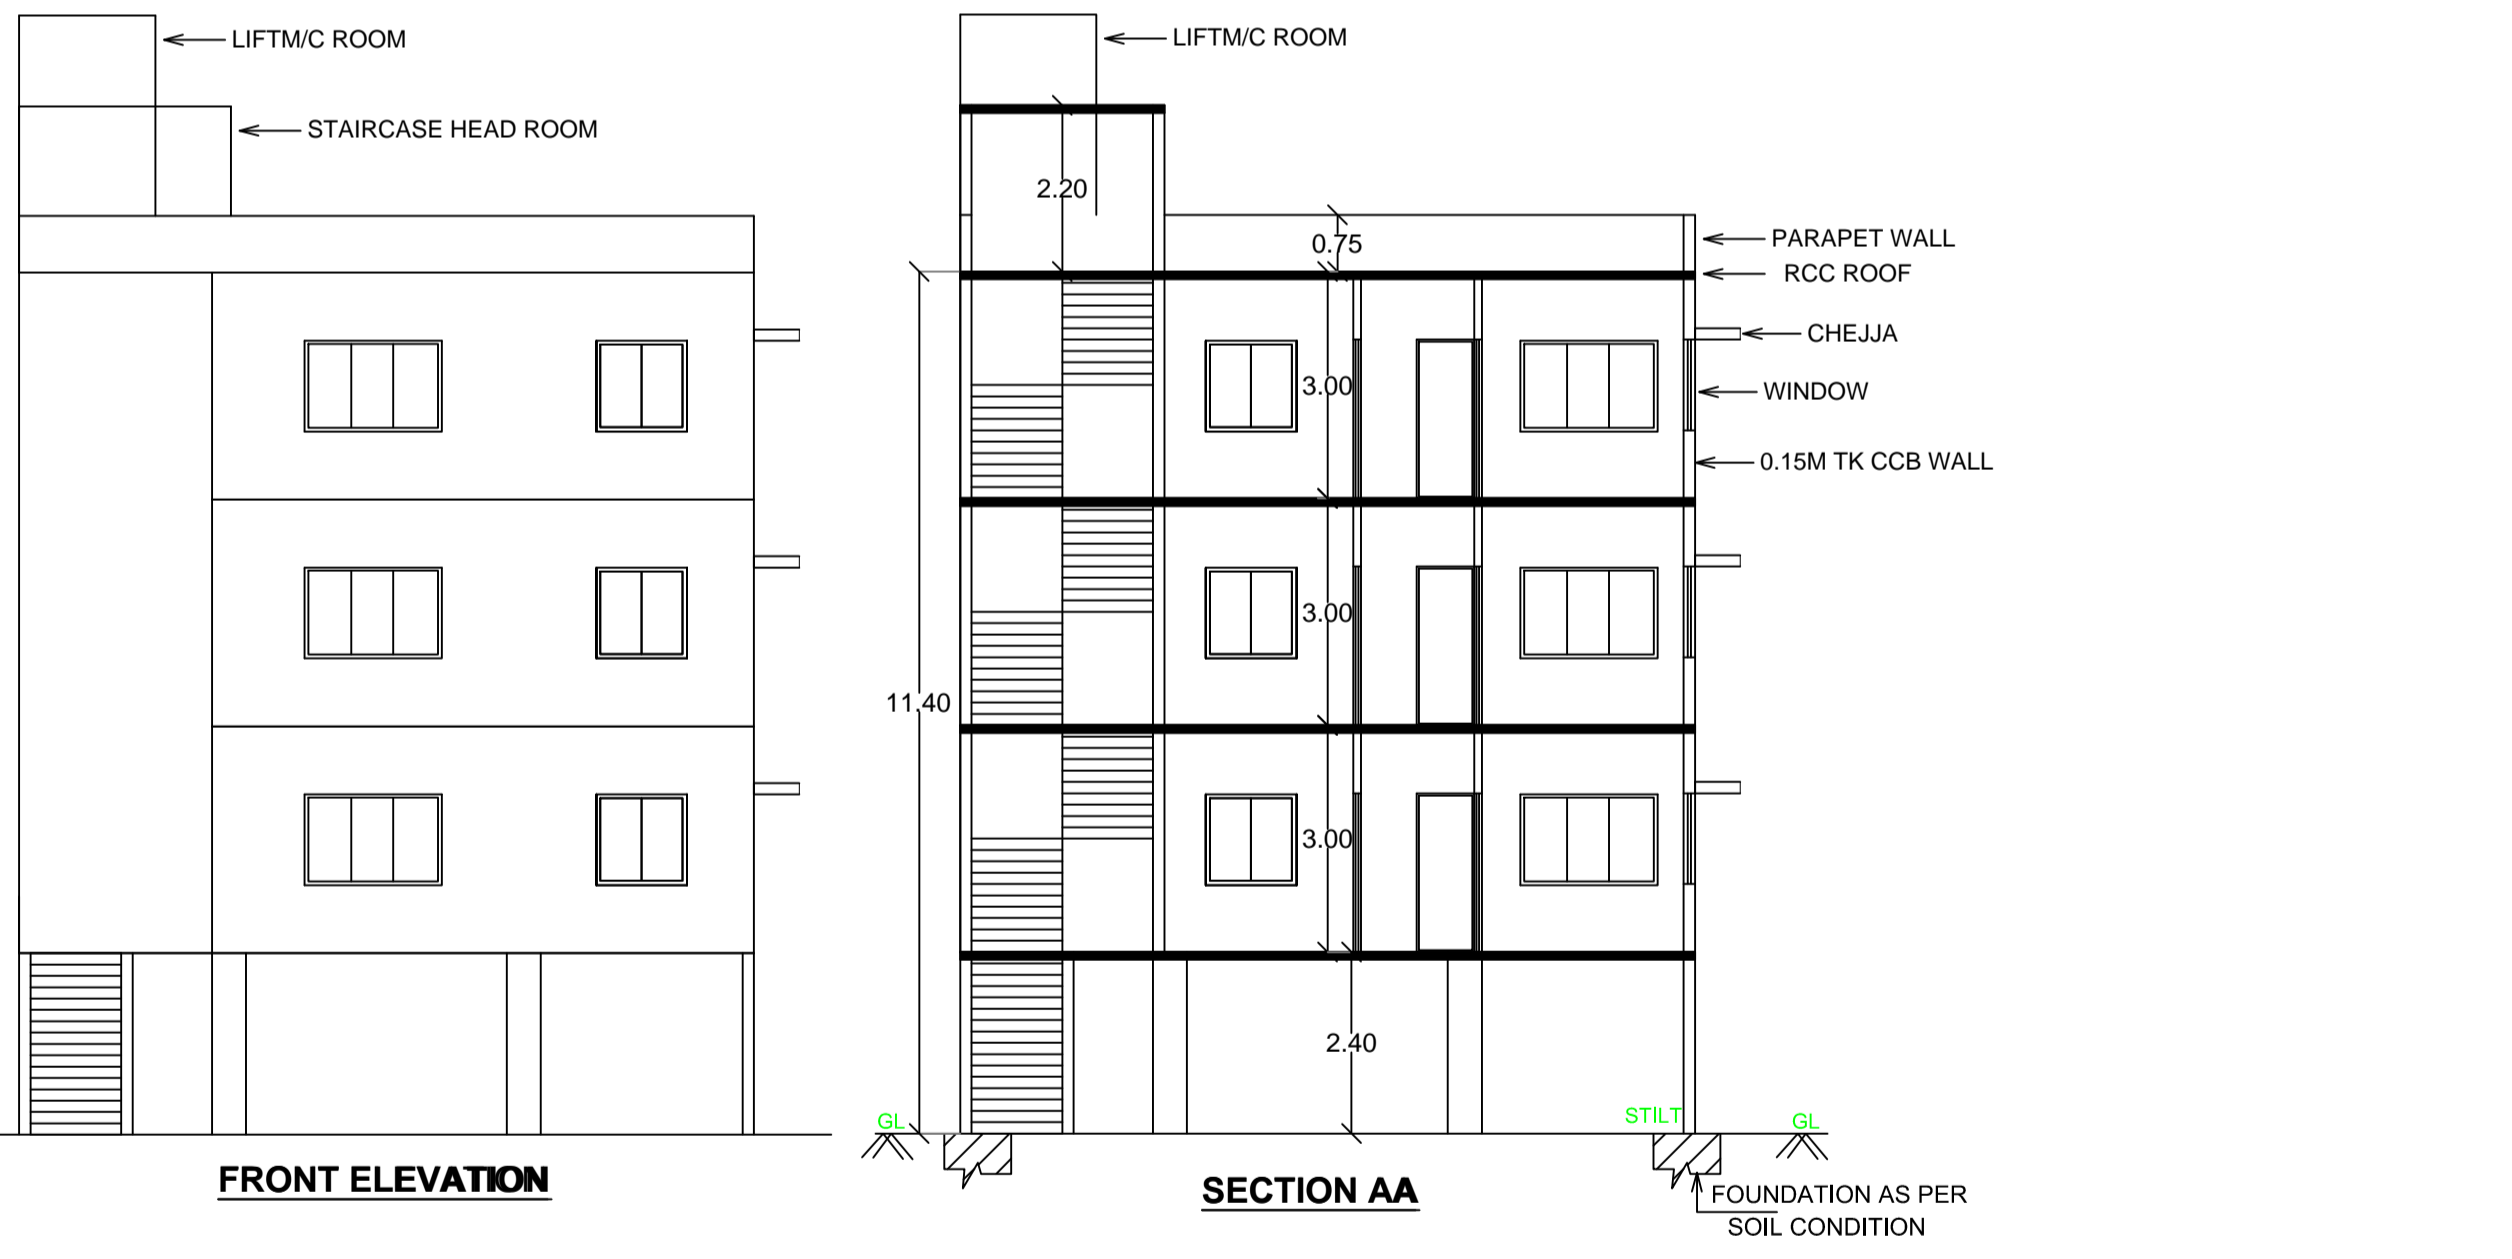 LIFTM/C ROOM
STAIRCASE HEAD ROOM
FRONT ELEVATION
LIFTM/C ROOM
2.20
0.75
PARAPET WALL
RCC ROOF
CHEJJA
3.00
WINDOW
0.15M TK CCB WALL
3.00
11.40
3.00
2.40
GL
STILT
GL
SECTION AA
FOUNDATION AS PER
SOIL CONDITION